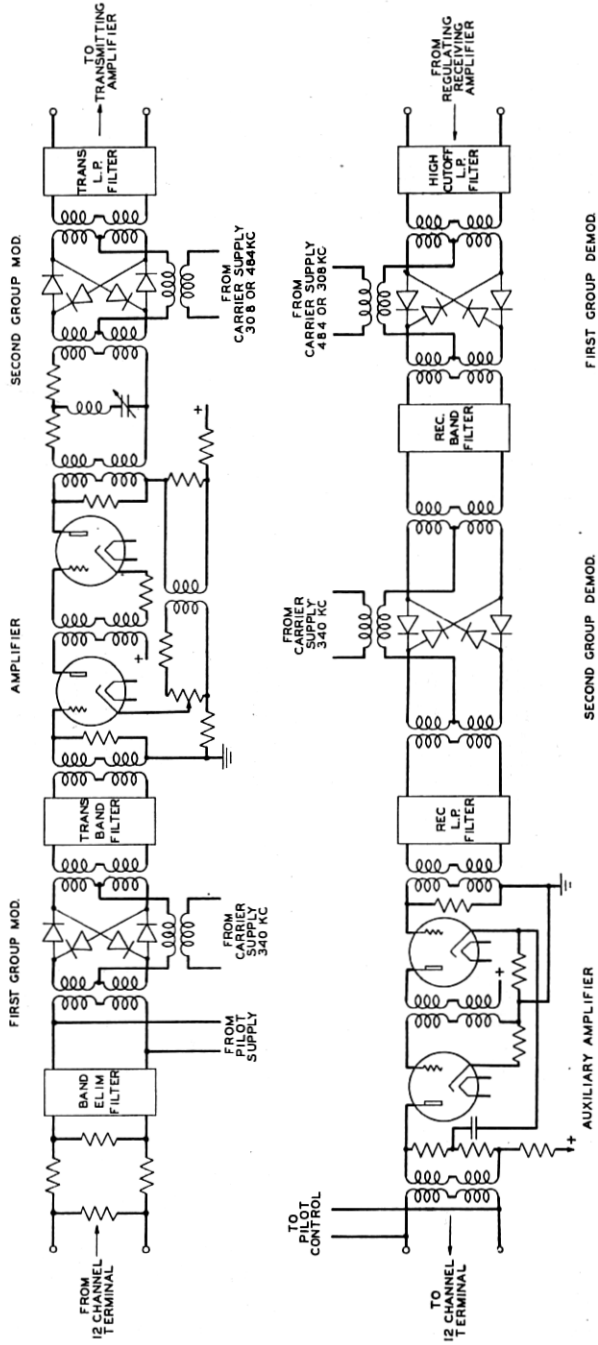 FIRST GROUP MOD.
AMPLIFIER
SECOND GROUP MOD.
FROM
12 CHANNEL
TERMINAL
BAND
ELIM
FILTER
FROM
PILOT
SUPPLY
FROM
CARRIER
SUPPLY
340 KC
TRANS
BAND
FILTER
+
+
FROM
CARRIER SUPPLY
308 OR 484KC
TRANS
L.P.
FILTER
TO
TRANSMITTING
AMPLIFIER
TO
PILOT
CONTROL
TO
12 CHANNEL
TERMINAL
+
+
AUXILIARY AMPLIFIER
REC
L.P.
FILTER
FROM
CARRIER
SUPPLY
340 KC
SECOND GROUP DEMOD.
REC.
BAND
FILTER
FROM
CARRIER SUPPLY
484 OR 308KC
FIRST GROUP DEMOD.
HIGH
CUTOFF
L.P.
FILTER
FROM
REGULATING
RECEIVING
AMPLIFIER